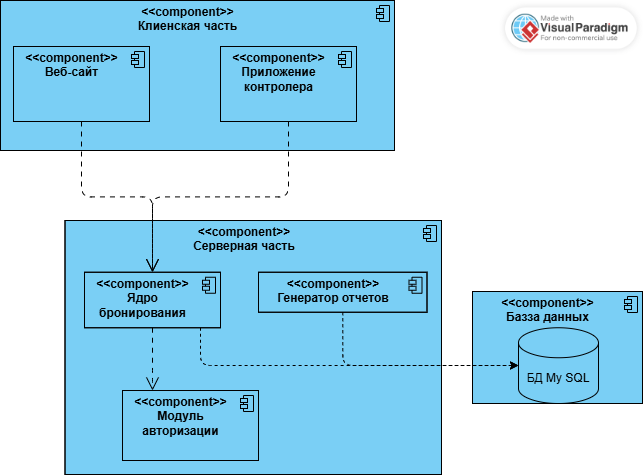 <<component>>
Клиенская часть
<<component>>
Веб-сайт
<<component>>
Приложение
контролера
Made with
Visual Paradigm
For non-commercial use
<<component>>
Серверная часть
<<component>>
Ядро
бронирования
<<component>>
Генератор отчетов
<<component>>
Базза данных
БД My SQL
<<component>>
Модуль
авторизации